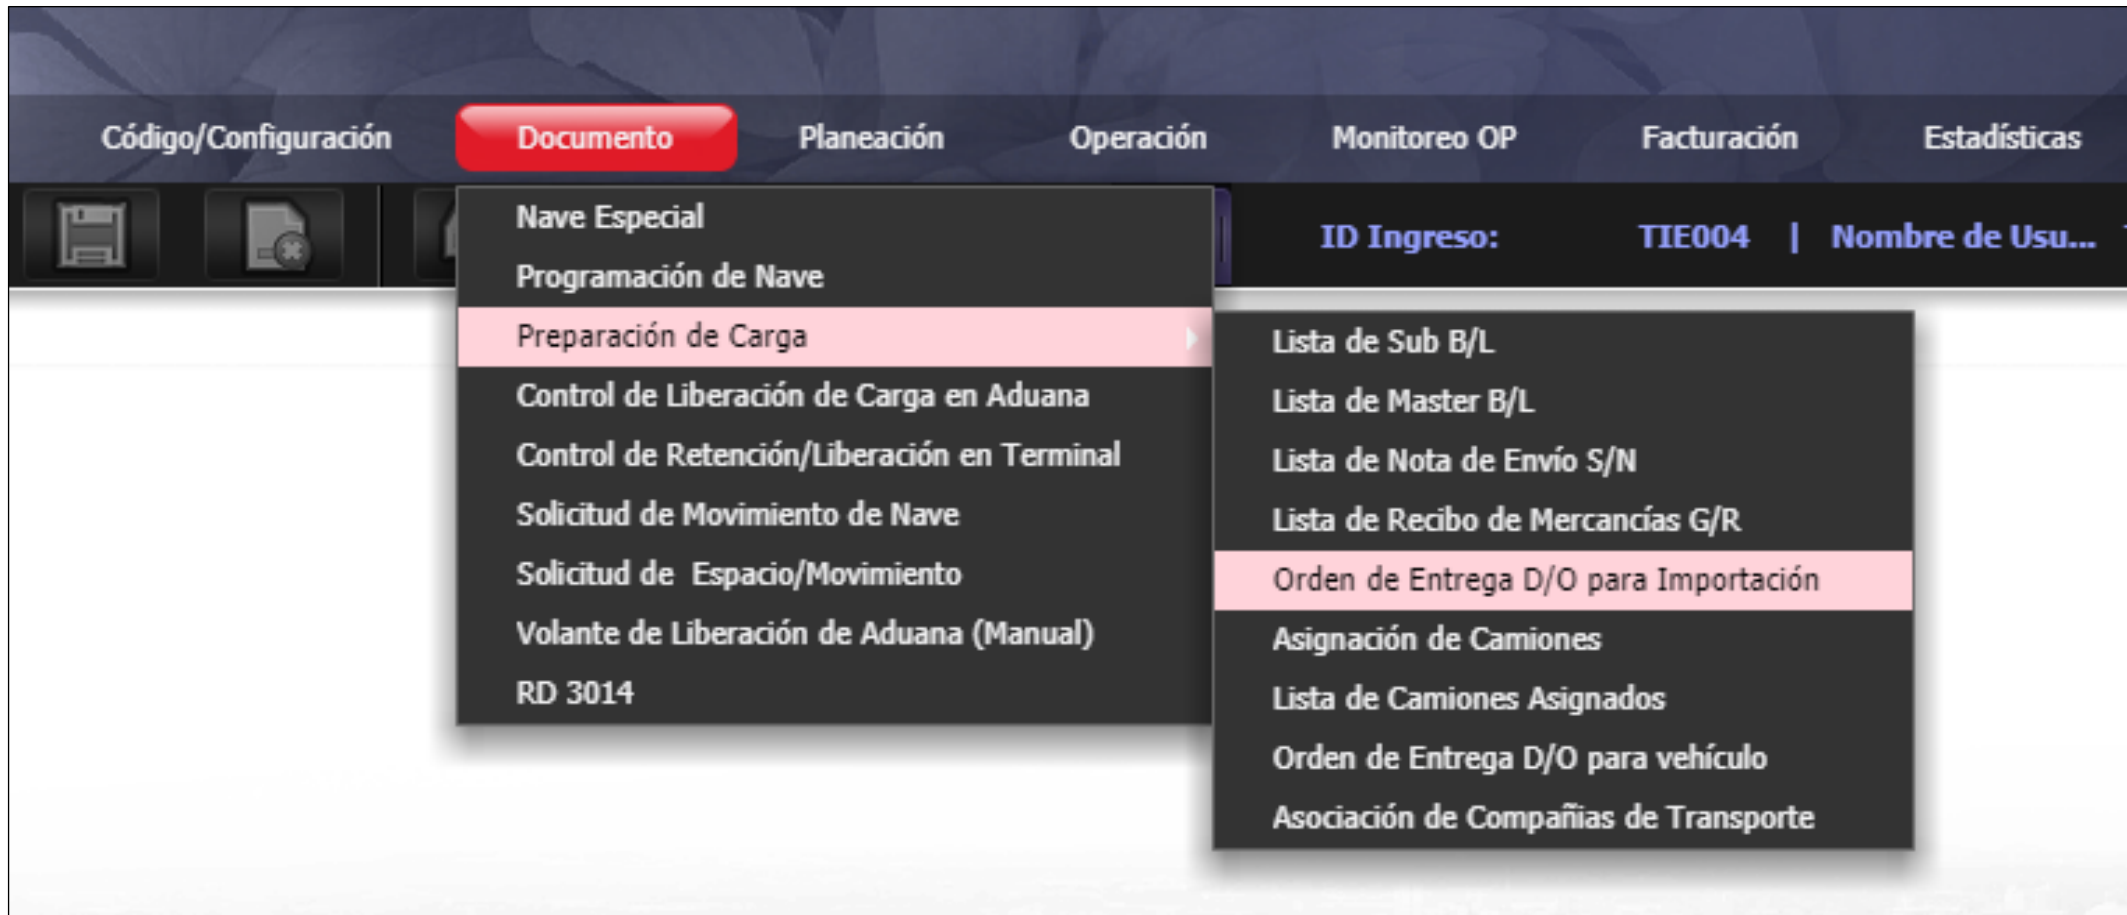 Código/Configuración Documento Planeación Operación Monitoreo OP Facturación Estadísticas
ID Ingreso: TIE004 | Nombre de Usu...
Nave Especial
Programación de Nave
Preparación de Carga
Control de Liberación de Carga en Aduana
Control de Retención/Liberación en Terminal
Solicitud de Movimiento de Nave
Solicitud de  Espacio/Movimiento
Volante de Liberación de Aduana (Manual)
RD 3014
Lista de Sub B/L
Lista de Master B/L
Lista de Nota de Envío S/N
Lista de Recibo de Mercancías G/R
Orden de Entrega D/O para Importación
Asignación de Camiones
Lista de Camiones Asignados
Orden de Entrega D/O para vehículo
Asociación de Compañias de Transporte